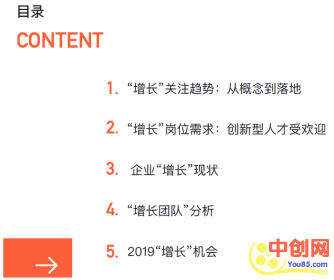 目录
CONTENT
1. “增长”关注趋势：从概念到落地
2. “增长”岗位需求：创新型人才受欢迎
3. 企业“增长”现状
4. “增长团队”分析
5. 2019“增长”机会
中创网
You85.com